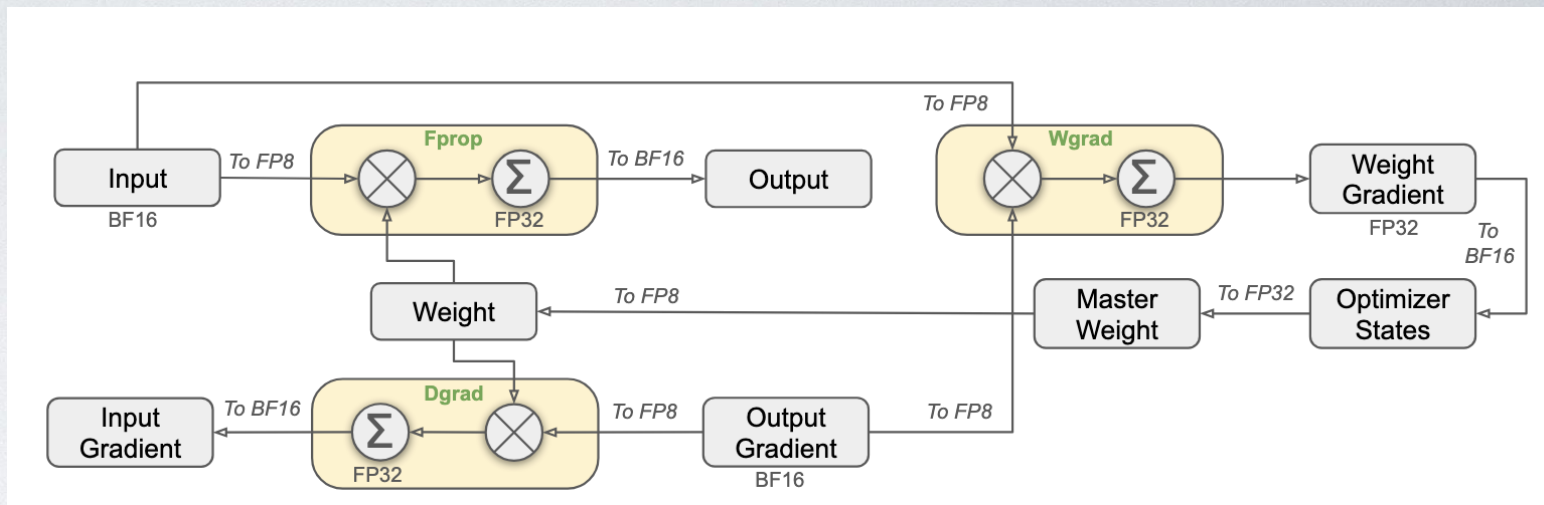 To FP8
Fprop
Wgrad
Input
To FP8
Σ
To BF16
Output
Σ
Weight
Gradient
BF16
FP32
FP32
FP32
To
BF16
Weight
To FP8
Master
Weight
To FP32
Optimizer
States
Dgrad
Input
Gradient
To BF16
Σ
FP32
To FP8
Output
Gradient
BF16
To FP8